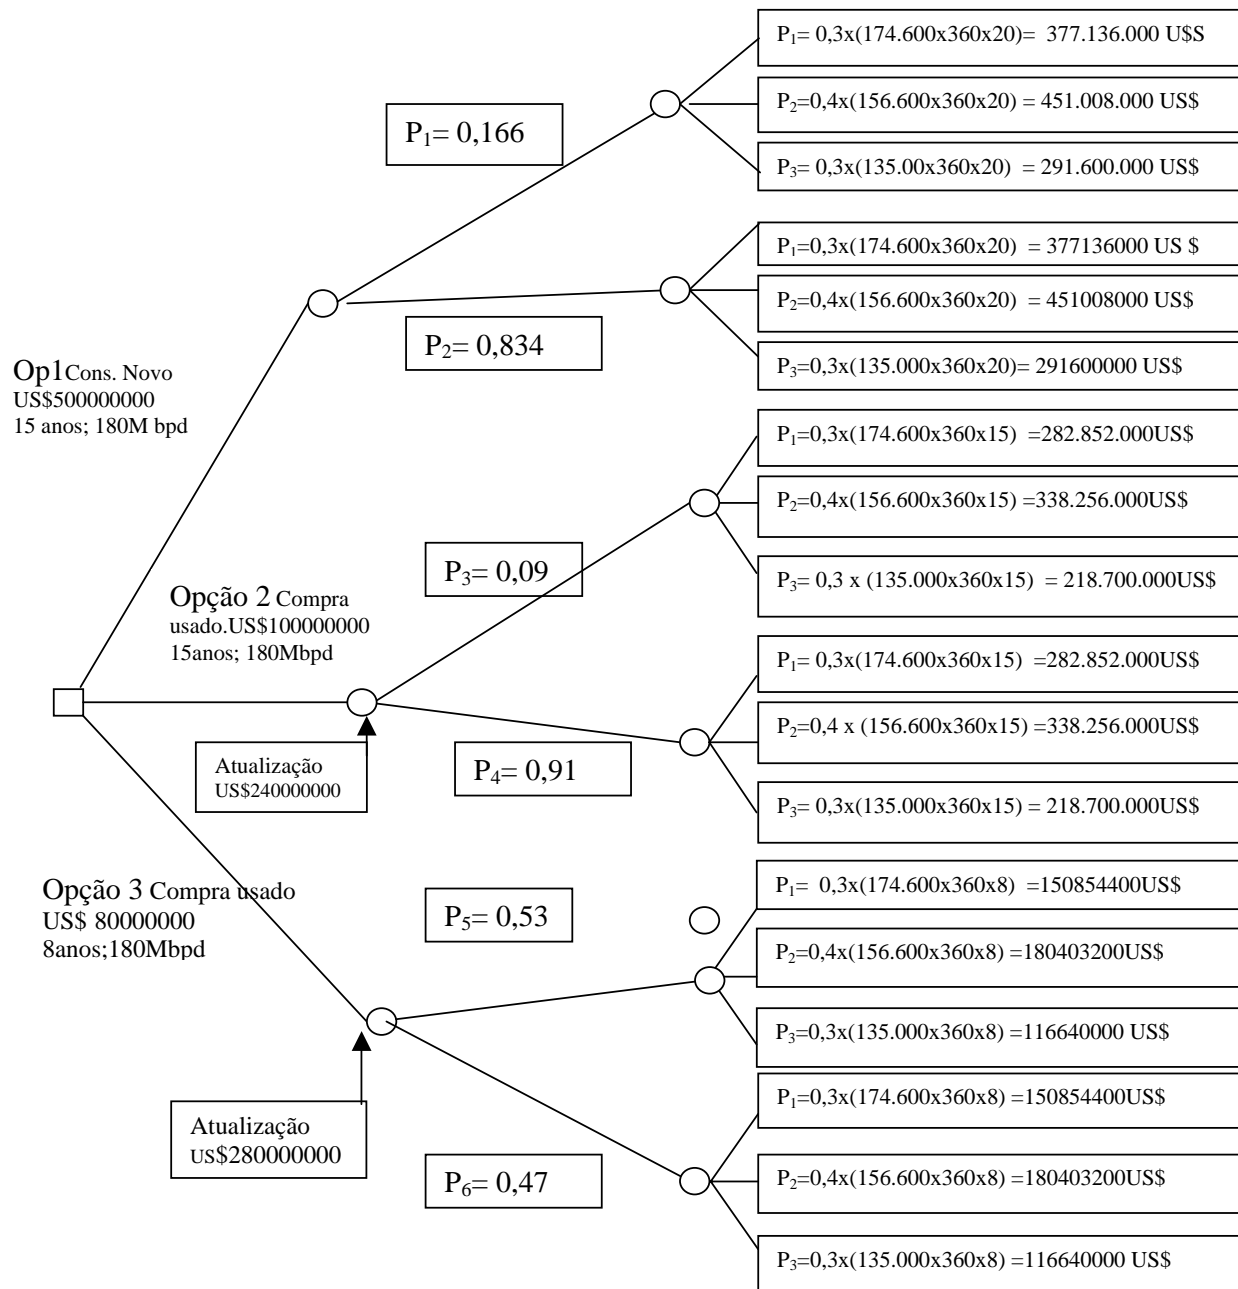 P1= 0,3x(174.600x360x20)= 377.136.000 U$S
P2=0,4x(156.600x360x20) = 451.008.000 US$
P1= 0,166
P3= 0,3x(135.00x360x20) = 291.600.000 US$
P1=0,3x(174.600x360x20) = 377136000 US $
P2=0,4x(156.600x360x20) = 451008000 US$
P2= 0,834
P3=0,3x(135.000x360x20)= 291600000 US$
Op1Cons. Novo
US$500000000
15 anos; 180M bpd
P1=0,3x(174.600x360x15) =282.852.000US$
P2=0,4x(156.600x360x15) =338.256.000US$
P3= 0,09
P3= 0,3 x (135.000x360x15) = 218.700.000US$
Opção 2 Compra
usado.US$100000000
15anos; 180Mbpd
P1= 0,3x(174.600x360x15) =282.852.000US$
P2=0,4 x (156.600x360x15)=338.256.000US$
Atualização
US$240000000
P4= 0,91
P3=0,3x(135.000x360x15) = 218.700.000US$
Opção 3 Compra usado
US$ 80000000
8anos;180Mbpd
P5= 0,53
P1= 0,3x(174.600x360x8) =150854400US$
P2=0,4x(156.600x360x8) =180403200US$
P3=0,3x(135.000x360x8)=116640000 US$
P1=0,3x(174.600x360x8) =150854400US$
Atualização
US$280000000
P6= 0,47
P2=0,4x(156.600x360x8) =180403200US$
P3=0,3x(135.000x360x8)=116640000 US$